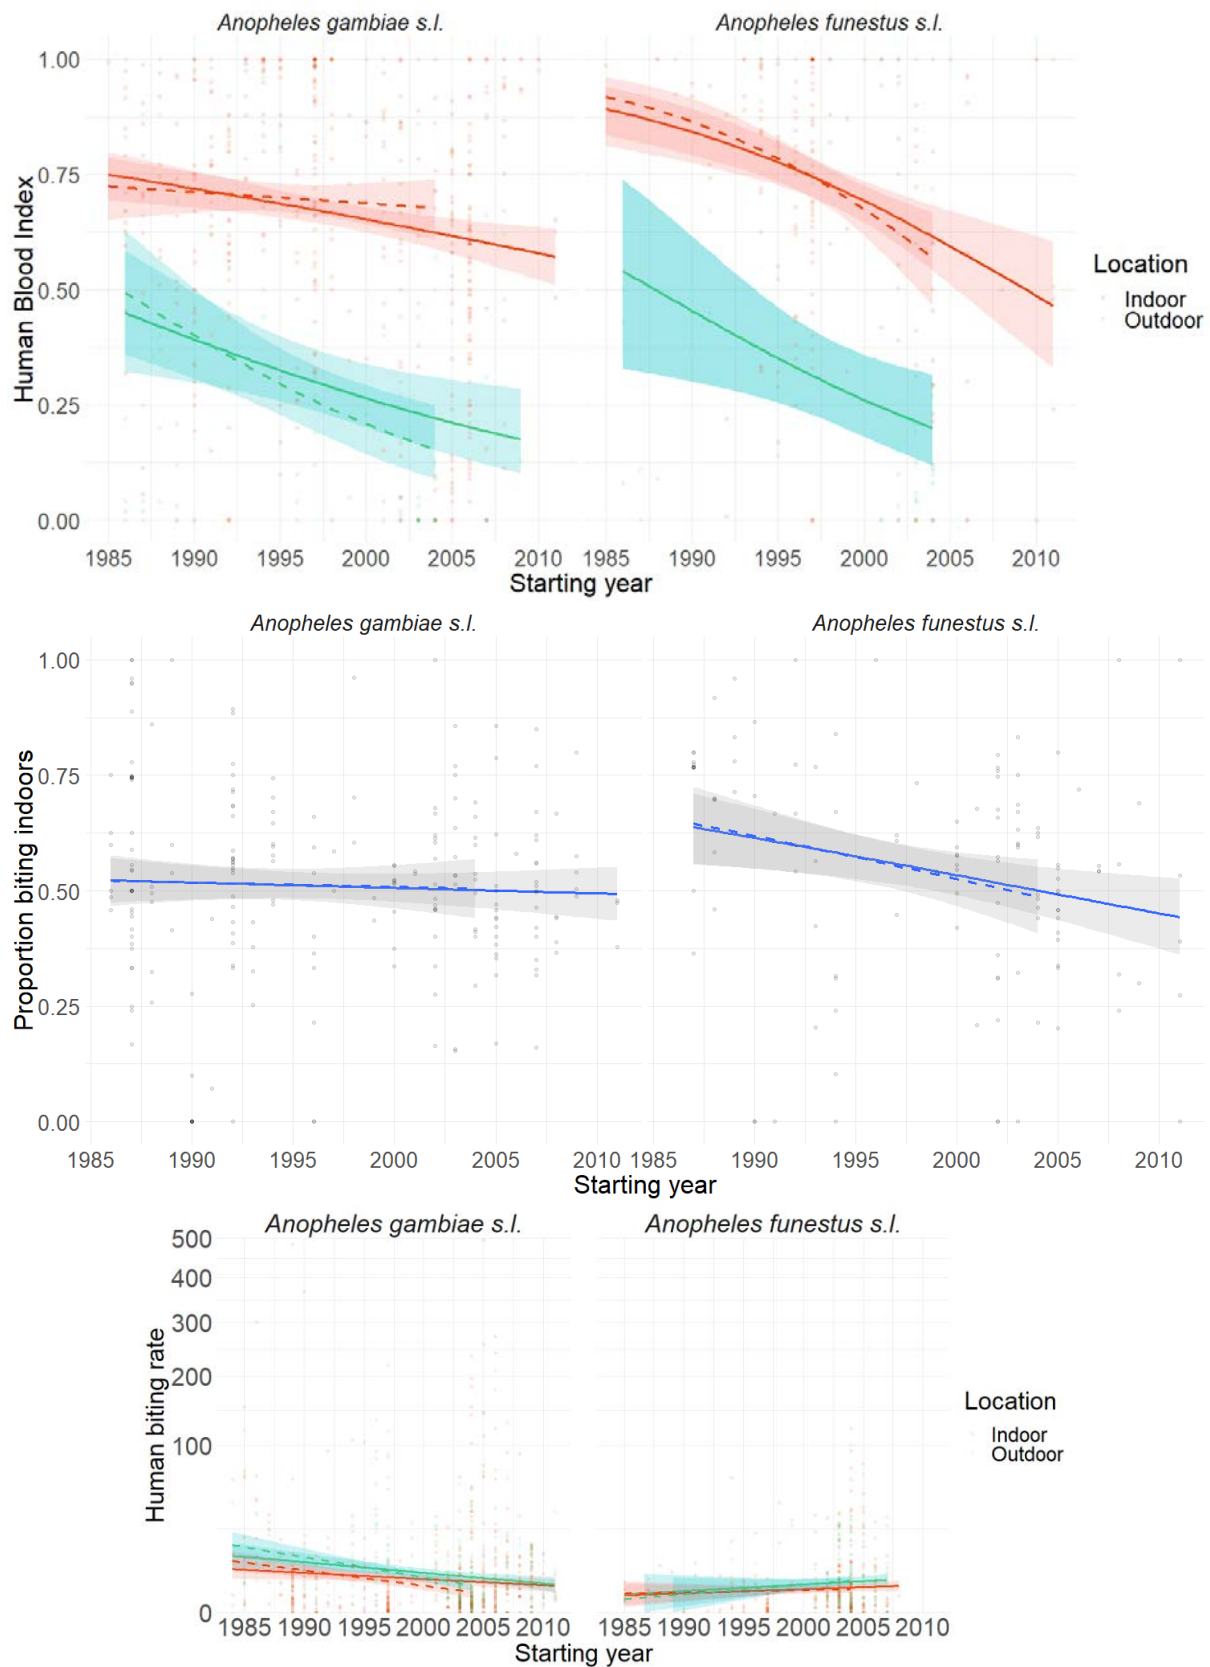 Anopheles gambiae s.l. Anopheles funestus s.l.
Human Blood Index
1.00
0.75
0.50
0.25
0.00
1985 1990 1995 2000 2005 2010 1985 1990 1995 2000 2005 2010
Starting year
Location
Indoor
Outdoor
Anopheles gambiae s.l. Anopheles funestus s.l.
Proportion biting indoors
1.00
0.75
0.50
0.25
0.00
1985 1990 1995 2000 2005 2010 1985 1990 1995 2000 2005 2010
Starting year
Anopheles gambiae s.l. Anopheles funestus s.l.
Human biting rate
500
400
300
200
100
0
1985 1990 1995 2000 2005 2010 1985 1990 1995 2000 2005 2010
Starting year
Location
Indoor
Outdoor